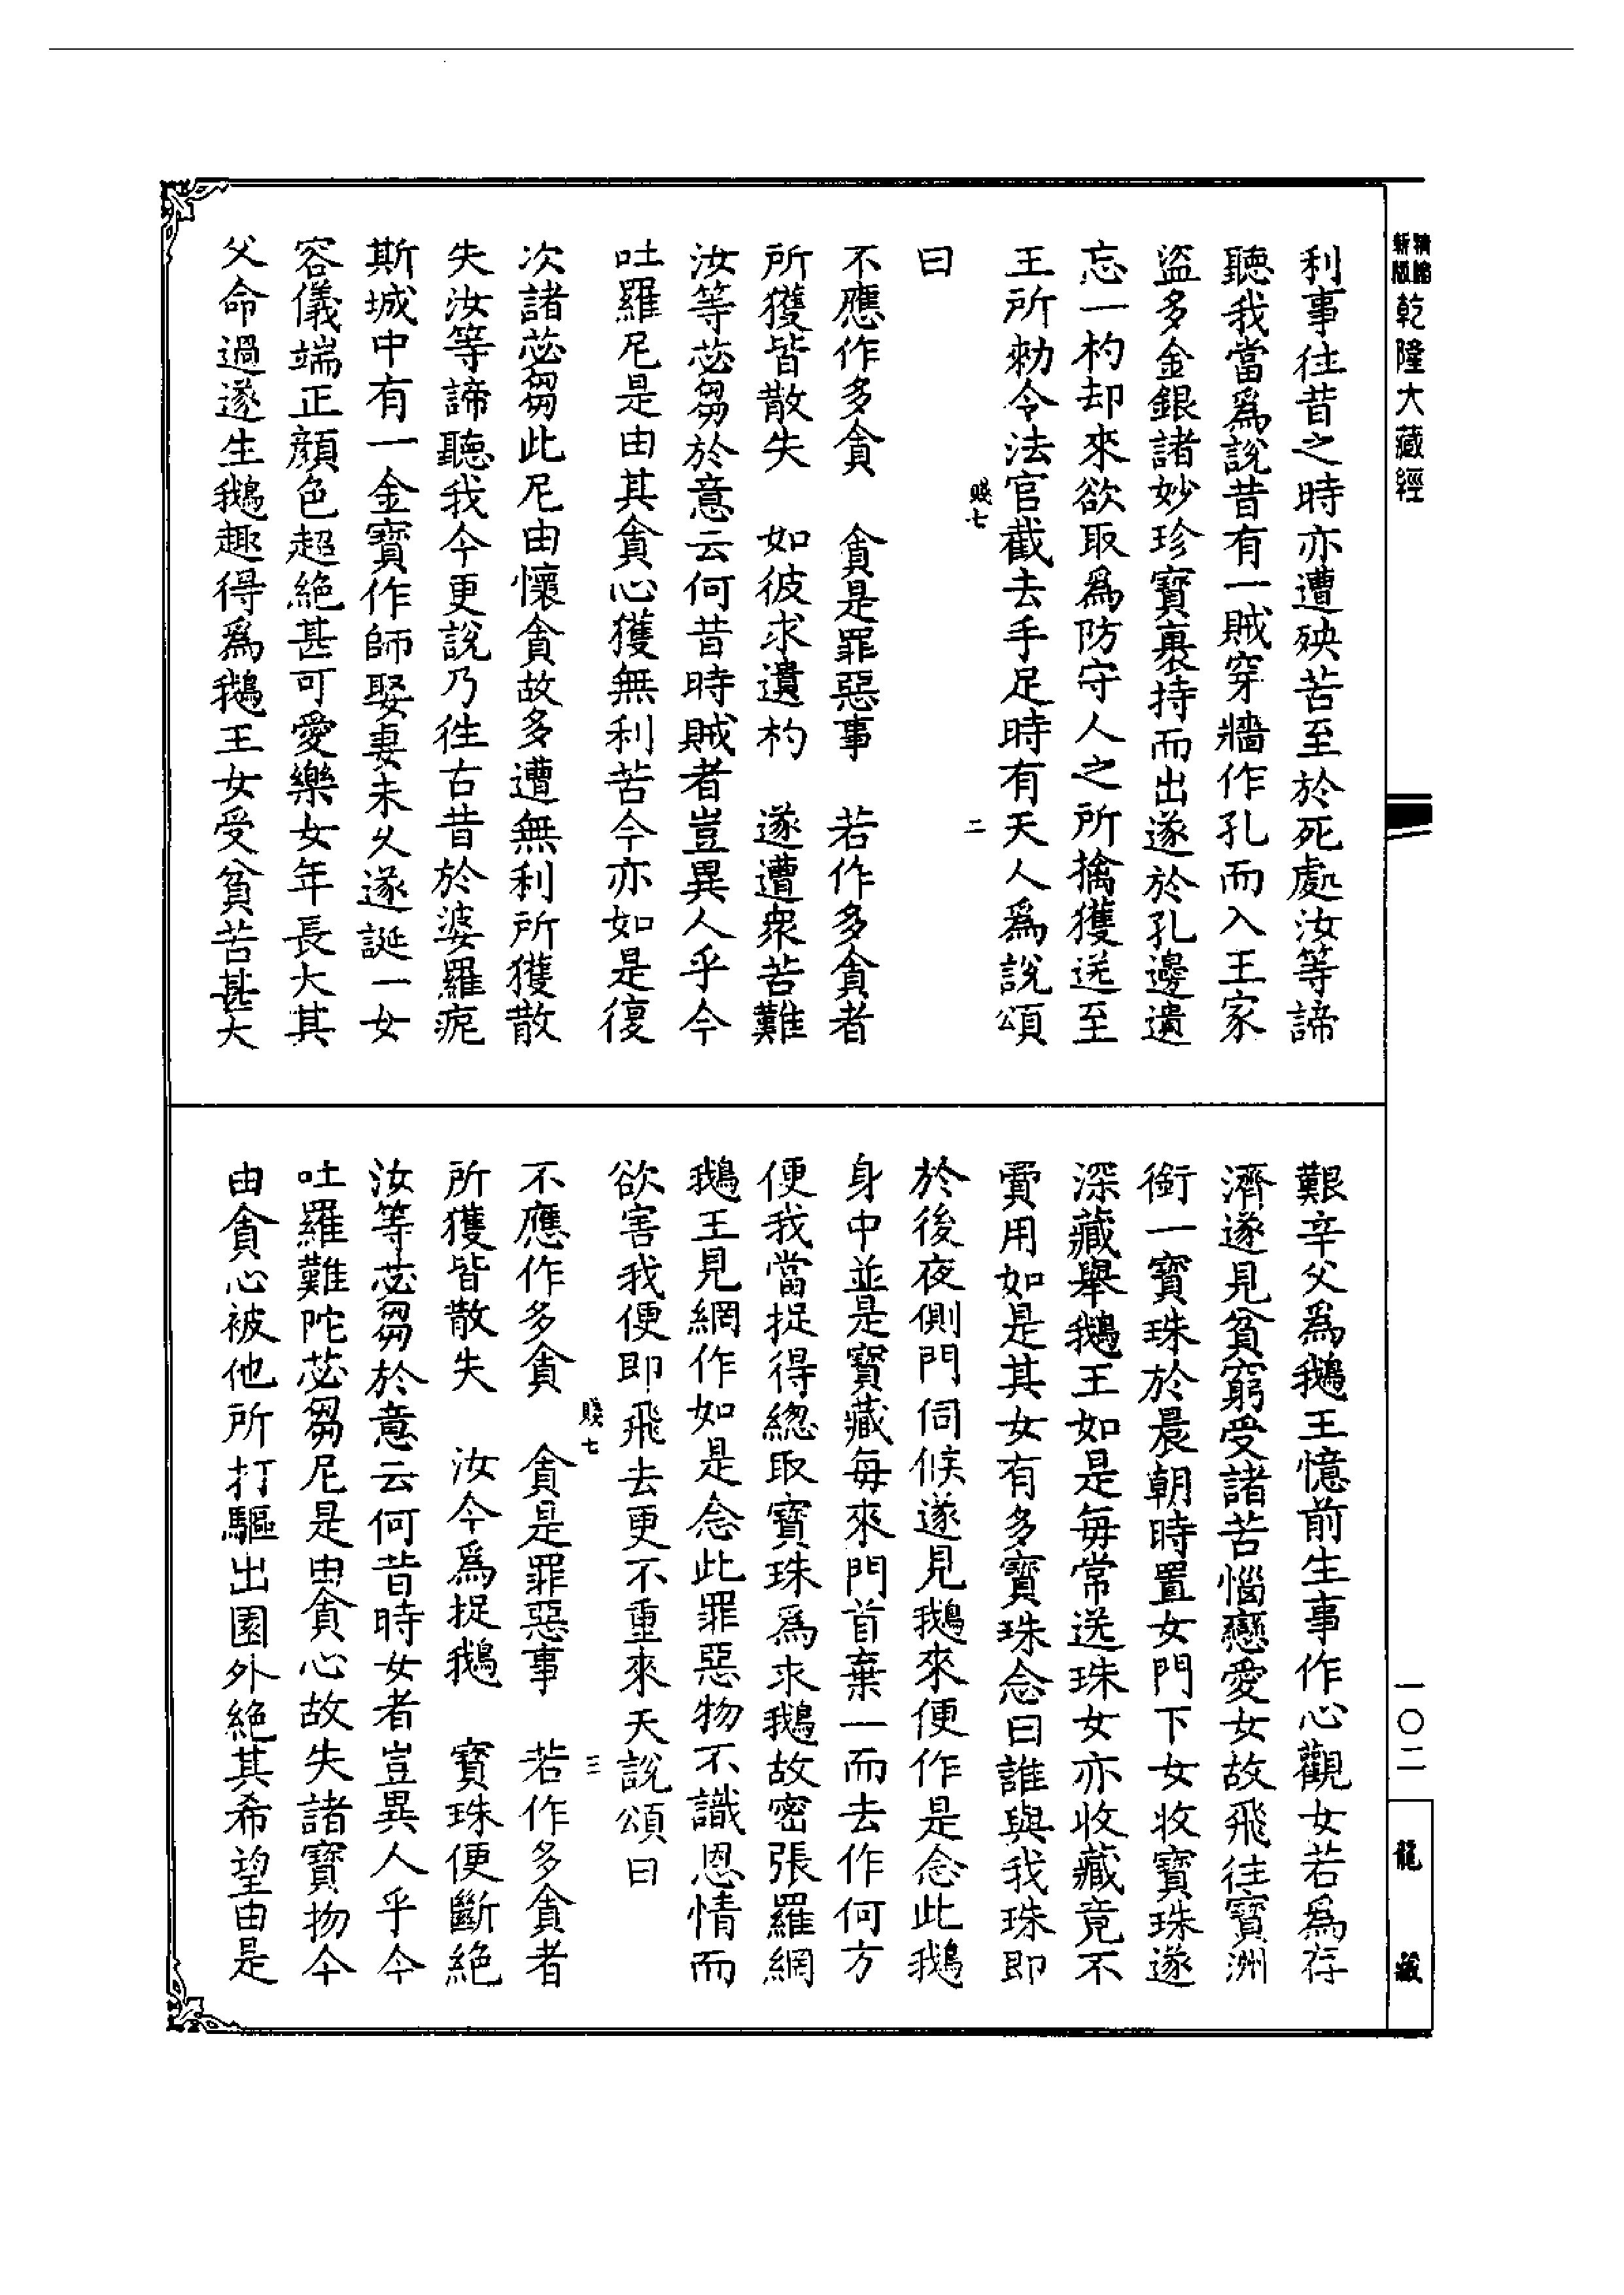 新版
精縮
乾隆大藏經
一〇二
龍藏
利事往昔之時亦遭殃苦至於死處汝等諦
聽我當爲說昔有一賊穿牆作孔而入王家
盜多金銀諸妙珍寶裹持而出遂於孔邊遺
忘一杓却來欲取爲防守人之所擒獲送至
王所勑令法官截去手足時有天人爲說頌
賤七 二
曰
不應作多貪 貪是罪惡事 若作多貪者
所獲皆散失 如彼求遺杓 遂遭衆苦難
汝等苾芻於意云何昔時賊者豈異人乎今
吐羅尼是由其貪心獲無利苦今亦如是復
次諸苾芻此尼由懷貪故多遭無利所獲散
失汝等諦聽我今更說乃往古昔於婆羅痆
斯城中有一金寶作師娶妻未久遂誕一女
容儀端正顏色超絕甚可愛樂女年長大其
父命過遂生鵝趣得爲鵝王女受貧苦甚大
艱辛父爲鵝王憶前生事作心觀女若爲存
濟遂見貧窮受諸苦惱戀愛女故飛往寶洲
銜一寶珠於晨朝時置女門下女收寶珠遂
深藏舉鵝王如是每常送珠女亦收藏竟不
賣用如是其女有多寶珠念曰誰與我珠即
於後夜側門伺候遂見鵝來便作是念此鵝
身中並是寶藏每來門首棄一而去作何方
便我當捉得總取寶珠爲求鵝故密張羅網
鵝王見網作如是念此罪惡物不識恩情而
欲害我便即飛去更不重來天說頌曰
賤七 三
不應作多貪 貪是罪惡事 若作多貪者
所獲皆散失 汝今爲捉鵝 寶珠便斷絕
汝等苾芻於意云何昔時女者豈異人乎今
吐羅難陀苾芻尼是由貪心故失諸寶物今
由貪心被他所打驅出園外絕其希望由是